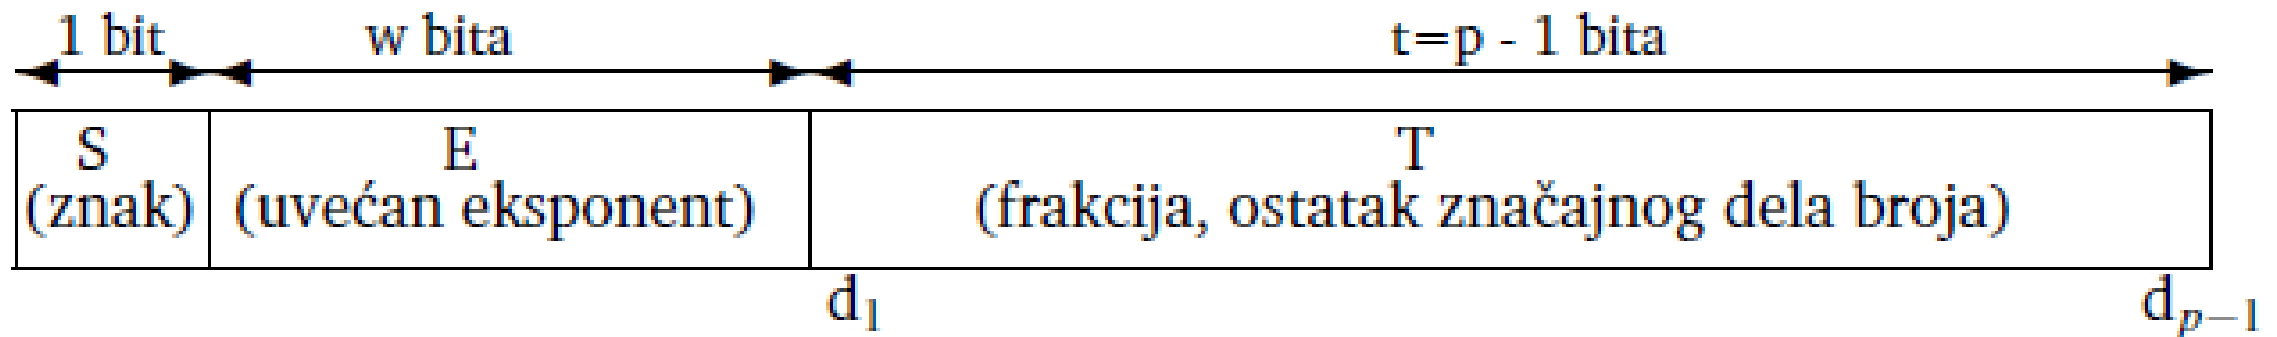 1 bit w bita t=p - 1 bita
S E T
(znak) (uvećan eksponent) (frakcija, ostatak značajnog dela broja)
d₁ dₚ₋₁